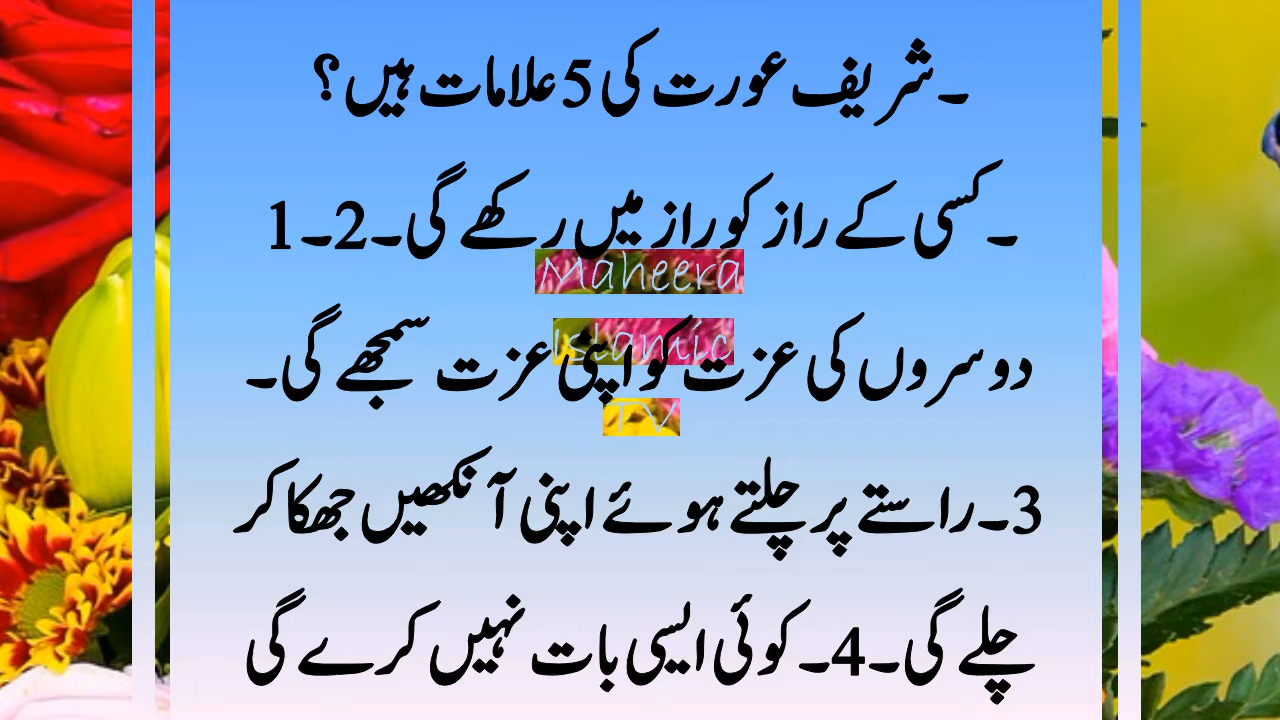 ۔شریف عورت کی 5 علامات ہیں؟
۔کسی کے راز کو راز میں رکھے گی۔2۔1
Maheera
دوسروں کی عزت کو اپنی عزت سمجھے گی۔
Islamic
TV
3۔راستے پر چلتے ہوئے اپنی آنکھیں جھکا کر
چلے گی۔4۔کوئی ایسی بات نہیں کرے گی